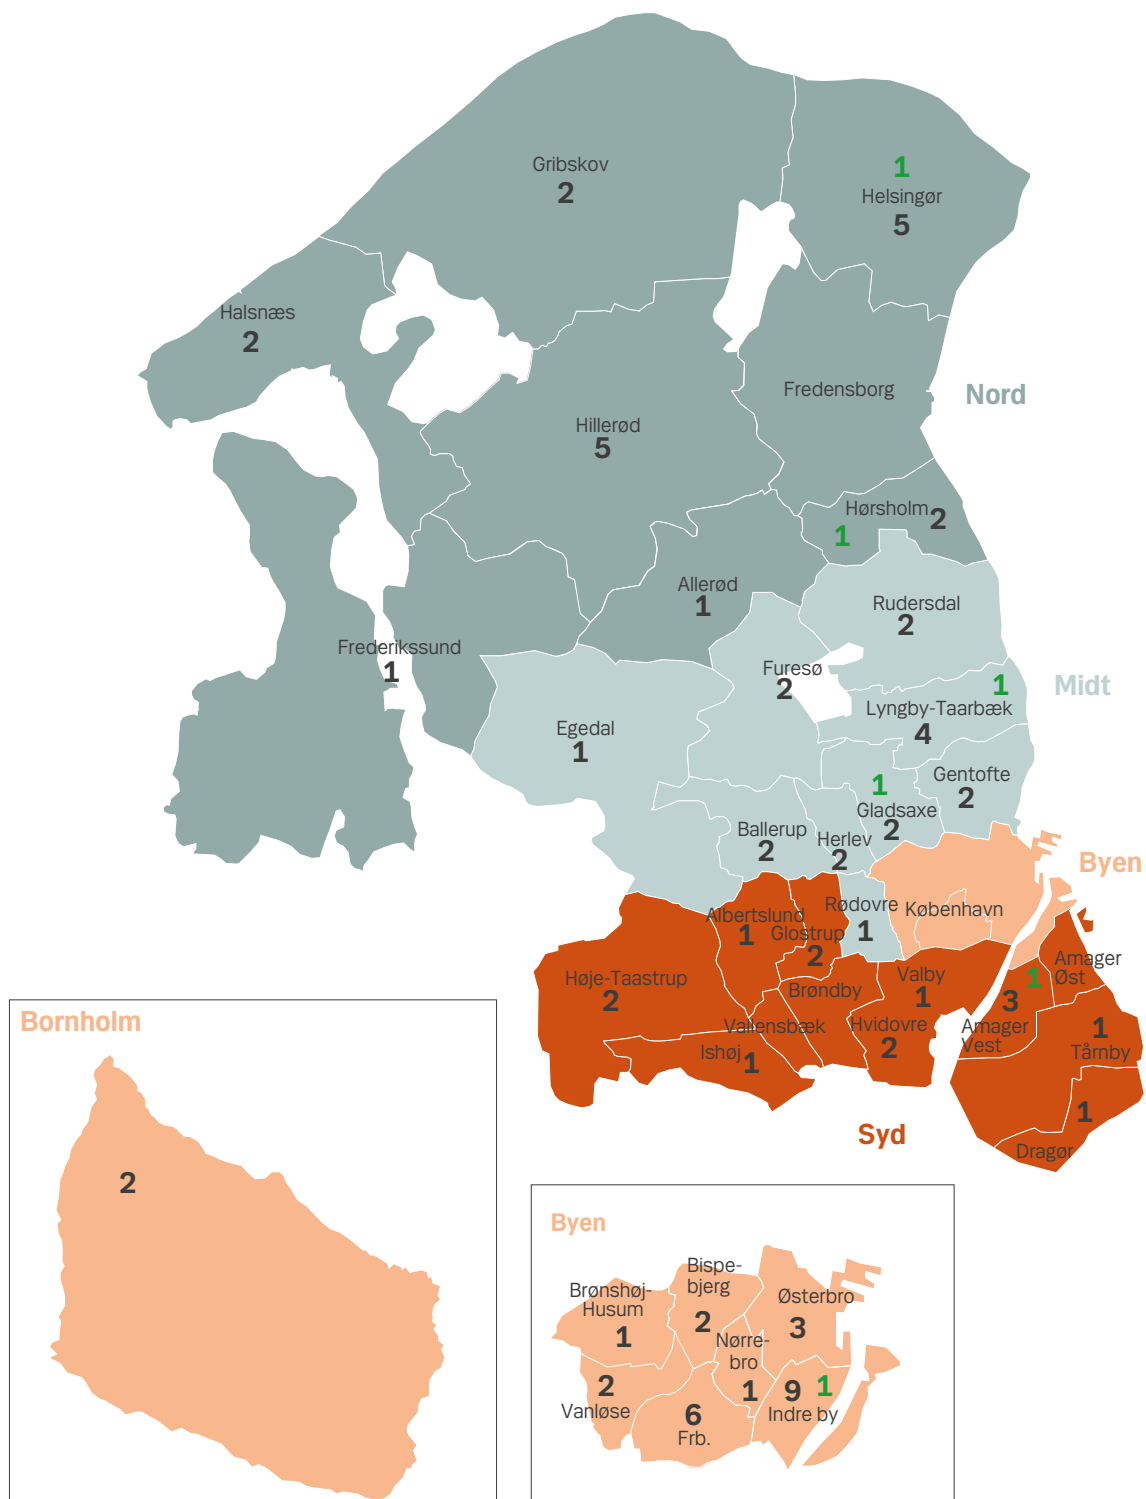 Gribskov
2
1
Helsingør
5
Halsnæs
2
Fredensborg
Nord
Hillerød
5
Hørsholm 2
1
Allerød
1
Rudersdal
2
Frederikssund
1
Furesø
2
1
Midt
Lyngby-Taarbæk
4
Egedal
1
Gentofte
2
1
Gladsaxe
2
Ballerup
2
Herlev
2
Byen
Rødovre
1
København
Albertslund
1
Glostrup
2
Høje-Taastrup
2
Brøndby
Valby
1
Amager
Øst
1
3
Amager
Vest
Vallensbæk
Hvidovre
2
Ishøj 1
1
Tårnby
1
Dragør
Syd
Bornholm
2
Byen
Brønshøj-
Husum
1
Bispe-
bjerg
2
Østerbro
3
Nørre-
bro
1
2
Vanløse
6
Frb.
9 1
Indre by